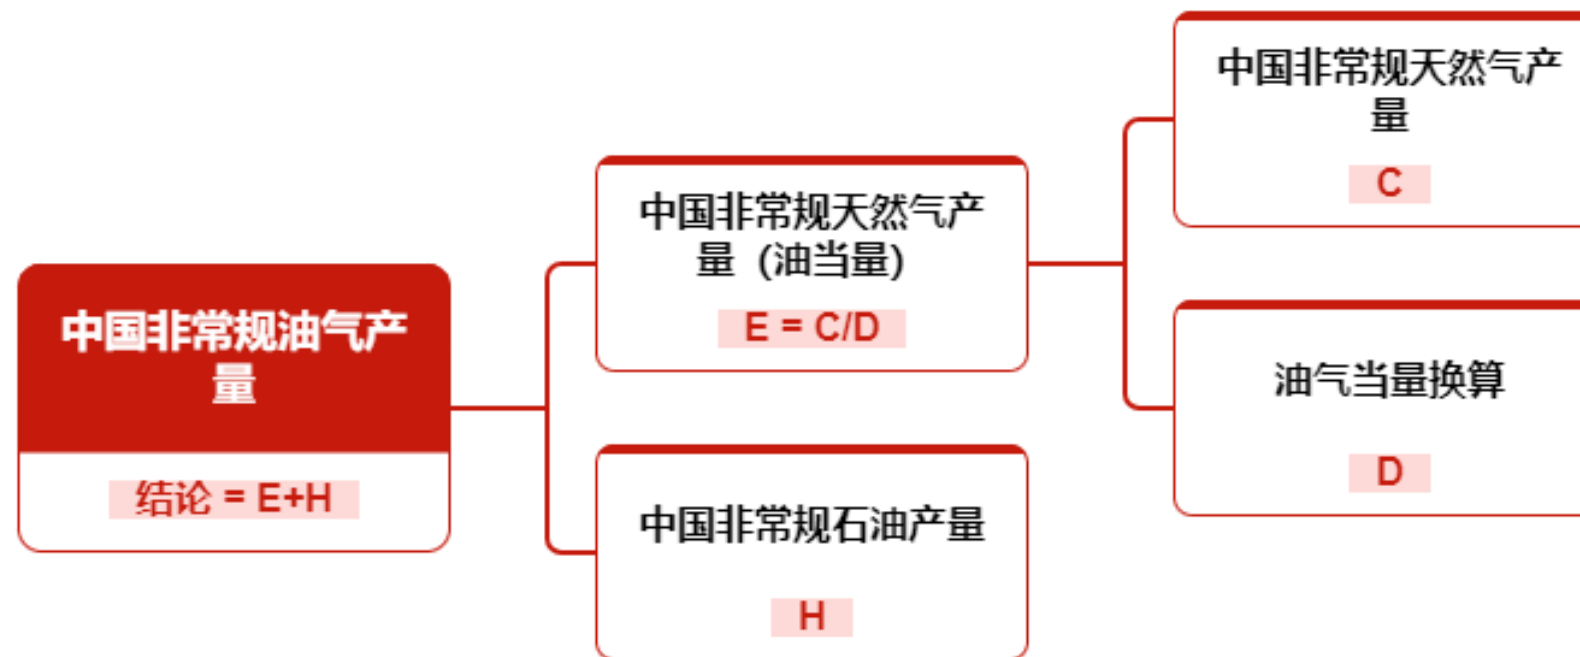 中国非常规油气产
量
结论 = E+H
中国非常规天然气产
量（油当量）
E = C/D
中国非常规石油产量
H
中国非常规天然气产
量
C
油气当量换算
D